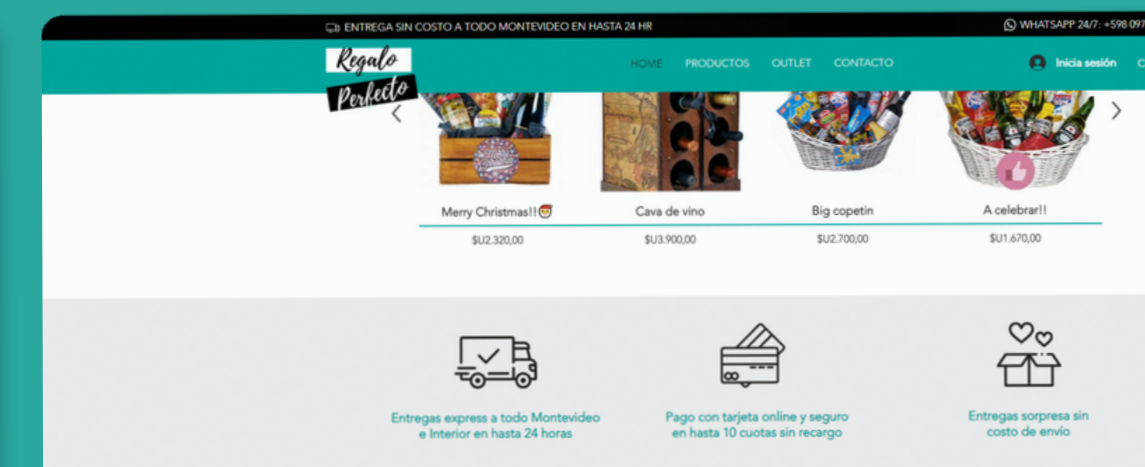 ENTREGA SIN COSTO A TODO MONTEVIDEO EN HASTA 24 HR
WHATSAPP 24/7: +598 097
Regalo
Perfecto
HOME PRODUCTOS OUTLET CONTACTO
Inicia sesión
Merry Christmas!!🎅 Cava de vino Big copetin A celebrar!!
$U2.320,00 $U3.900,00 $U2.700,00 $U1.670,00
Entregas express a todo Montevideo
e Interior en hasta 24 horas
Pago con tarjeta online y seguro
en hasta 10 cuotas sin recargo
Entregas sorpresa sin
costo de envío